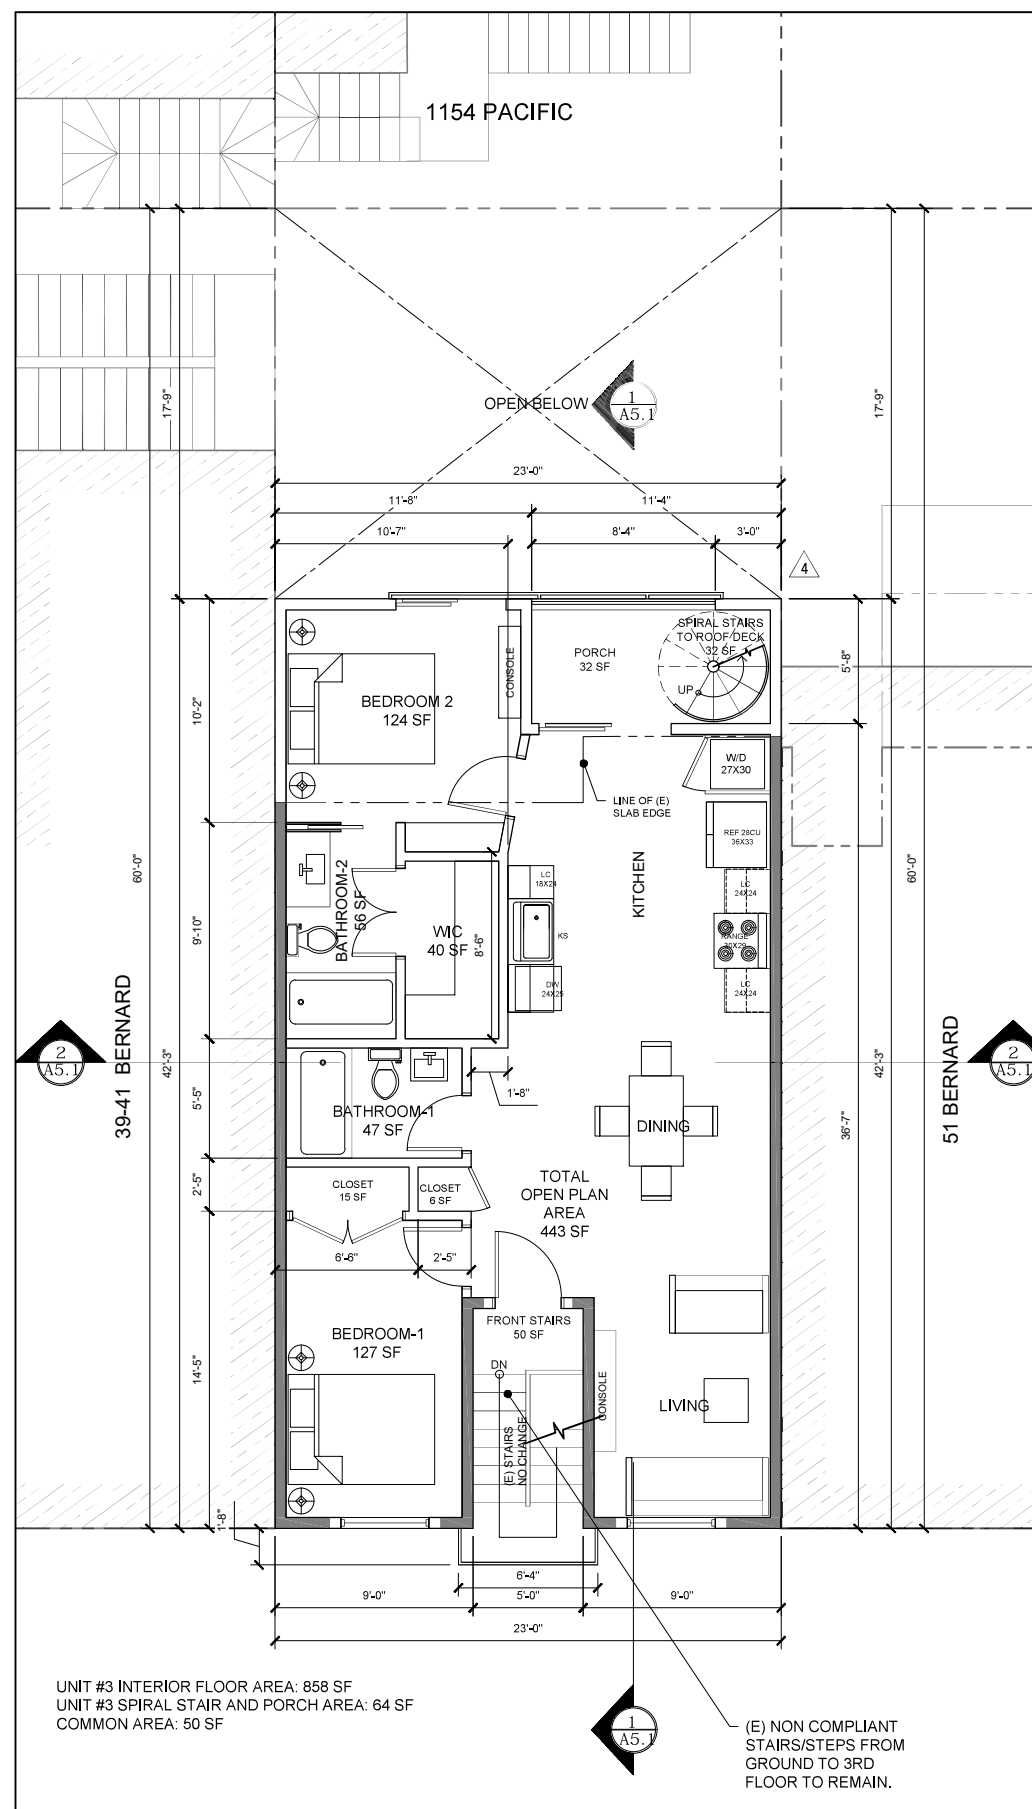 1154 PACIFIC
OPEN BELOW
1
A5.1
17'-9"
17'-9"
23'-0"
11'-8"
11'-4"
10'-7"
8'-4"
3'-0"
4
SPIRAL STAIRS
TO ROOF DECK
32 SF
UP
PORCH
32 SF
CONSOLE
BEDROOM 2
124 SF
10'-2"
5'-8"
W/D
27X30
LINE OF (E)
SLAB EDGE
REF 28CU
36X33
KITCHEN
LC
18X24
LC
24X24
KS
RANGE
30X29
DW
24X25
LC
24X24
BATHROOM-2
56 SF
WIC
40 SF
8'-6"
9'-10"
60'-0"
60'-0"
39-41 BERNARD
51 BERNARD
2
A5.1
2
A5.1
42'-3"
42'-3"
36'-7"
5'-5"
1'-8"
BATHROOM-1
47 SF
DINING
2'-5"
CLOSET
15 SF
CLOSET
6 SF
TOTAL
OPEN PLAN
AREA
443 SF
6'-6"
2'-5"
FRONT STAIRS
50 SF
BEDROOM-1
127 SF
14'-5"
DN
(E) STAIRS
NO CHANGE
CONSOLE
LIVING
1'-8"
6'-4"
9'-0"
5'-0"
9'-0"
23'-0"
UNIT #3 INTERIOR FLOOR AREA: 858 SF
UNIT #3 SPIRAL STAIR AND PORCH AREA: 64 SF
COMMON AREA: 50 SF
1
A5.1
(E) NON COMPLIANT
STAIRS/STEPS FROM
GROUND TO 3RD
FLOOR TO REMAIN.